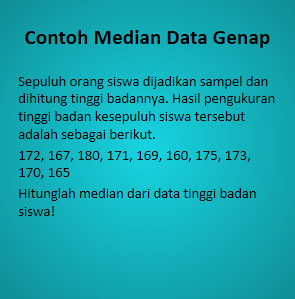 Contoh Median Data Genap
Sepuluh orang siswa dijadikan sampel dan
dihitung tinggi badannya. Hasil pengukuran
tinggi badan kesepuluh siswa tersebut
adalah sebagai berikut.
172, 167, 180, 171, 169, 160, 175, 173,
170, 165
Hitunglah median dari data tinggi badan
siswa!